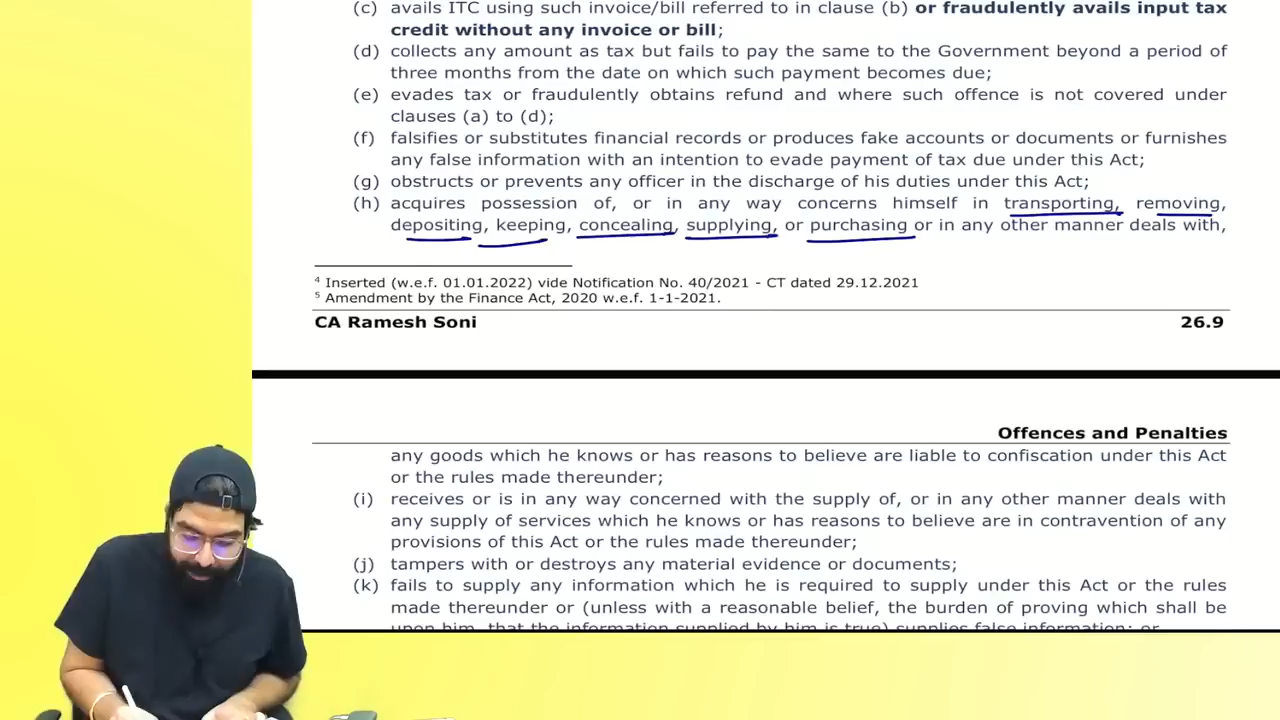 (c) avails ITC using such invoice/bill referred to in clause (b) or fraudulently avails input tax
credit without any invoice or bill;
(d) collects any amount as tax but fails to pay the same to the Government beyond a period of
three months from the date on which such payment becomes due;
(e) evades tax or fraudulently obtains refund and where such offence is not covered under
clauses (a) to (d);
(f) falsifies or substitutes financial records or produces fake accounts or documents or furnishes
any false information with an intention to evade payment of tax due under this Act;
(g) obstructs or prevents any officer in the discharge of his duties under this Act;
(h) acquires possession of, or in any way concerns himself in transporting, removing,
depositing, keeping, concealing, supplying, or purchasing or in any other manner deals with,
4 Inserted (w.e.f. 01.01.2022) vide Notification No. 40/2021 - CT dated 29.12.2021
5 Amendment by the Finance Act, 2020 w.e.f. 1-1-2021.
CA Ramesh Soni 26.9
Offences and Penalties
any goods which he knows or has reasons to believe are liable to confiscation under this Act
or the rules made thereunder;
(i) receives or is in any way concerned with the supply of, or in any other manner deals with
any supply of services which he knows or has reasons to believe are in contravention of any
provisions of this Act or the rules made thereunder;
(j) tampers with or destroys any material evidence or documents;
(k) fails to supply any information which he is required to supply under this Act or the rules
made thereunder or (unless with a reasonable belief, the burden of proving which shall be
upon him, that the information supplied by him is true) supplies false information; or